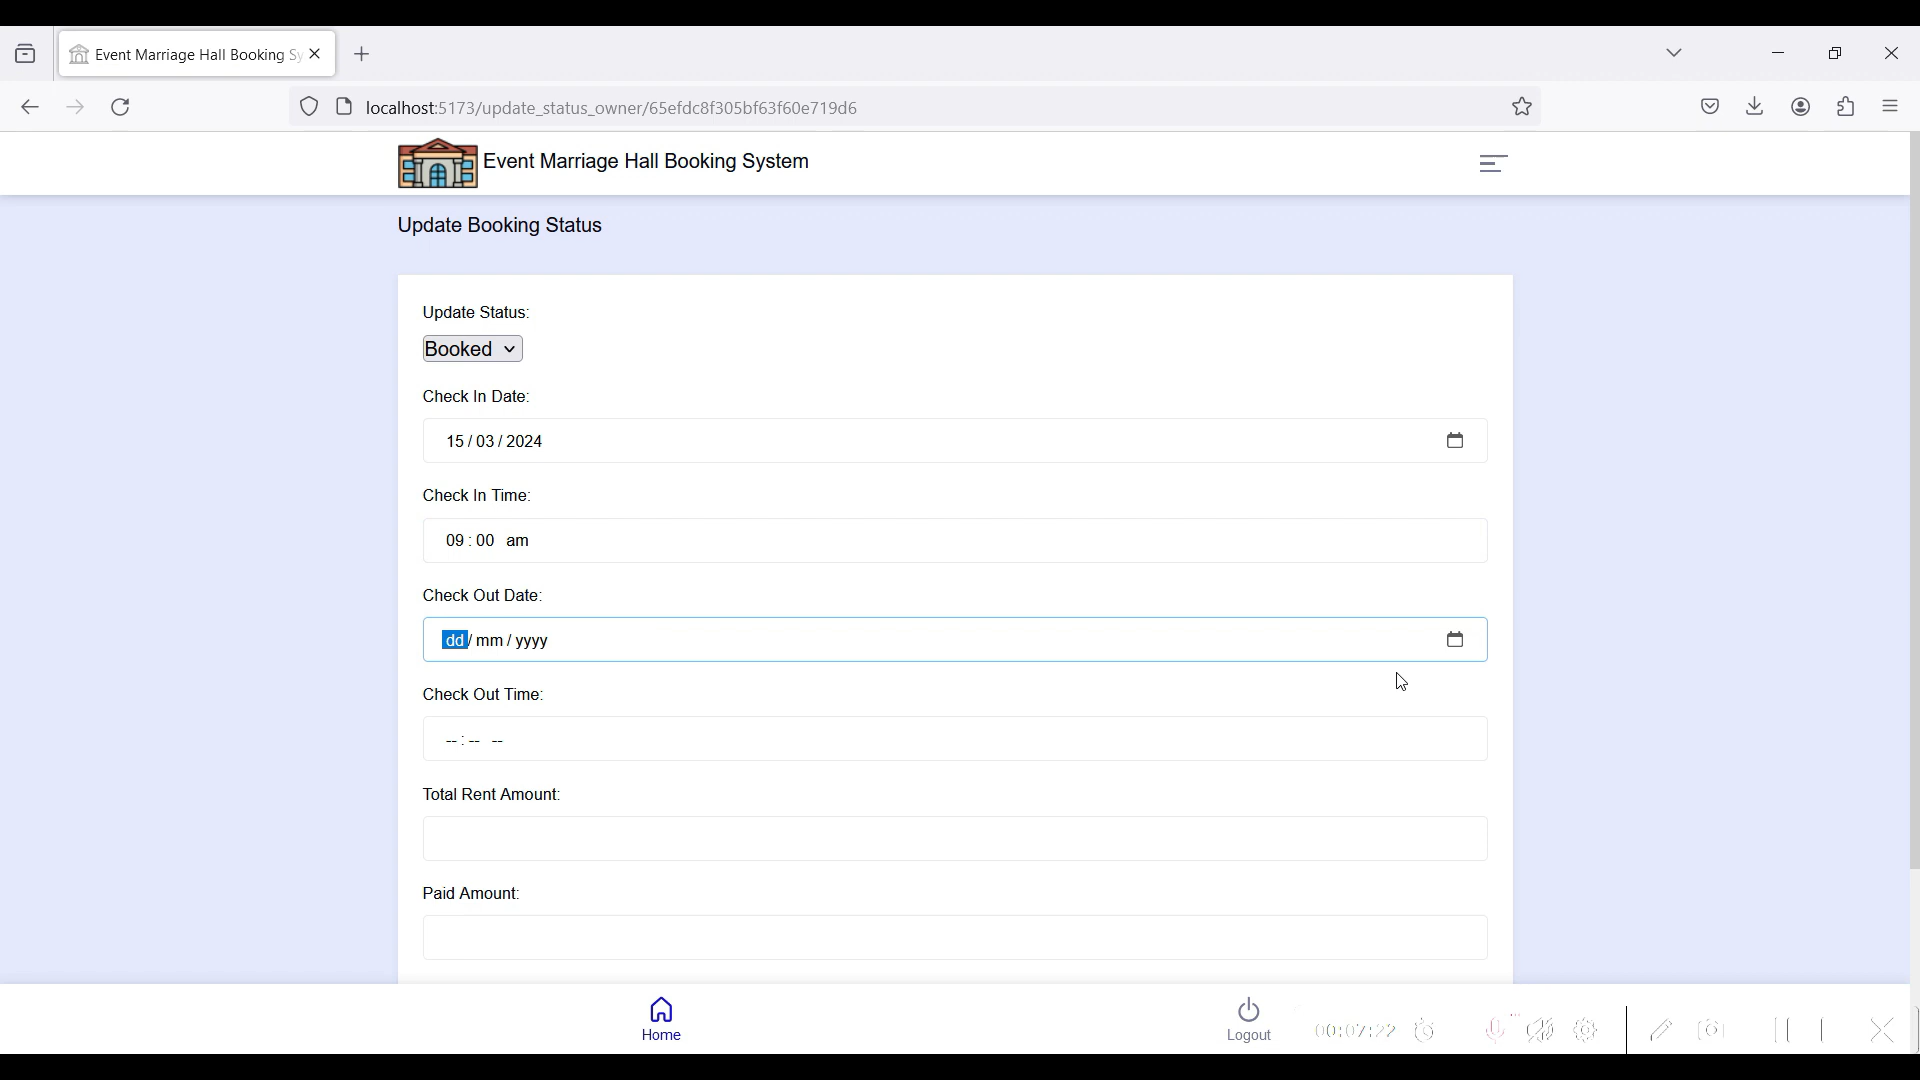 Event Marriage Hall Booking Sy
localhost:5173/update_status_owner/65efdc8f305bf63f60e719d6
Event Marriage Hall Booking System
Update Booking Status
Update Status:
Booked
Check In Date:
15 / 03 / 2024
Check In Time:
09 : 00 am
Check Out Date:
dd / mm / yyyy
Check Out Time:
-- : -- --
Total Rent Amount:
Paid Amount:
Home
Logout
00:07:22